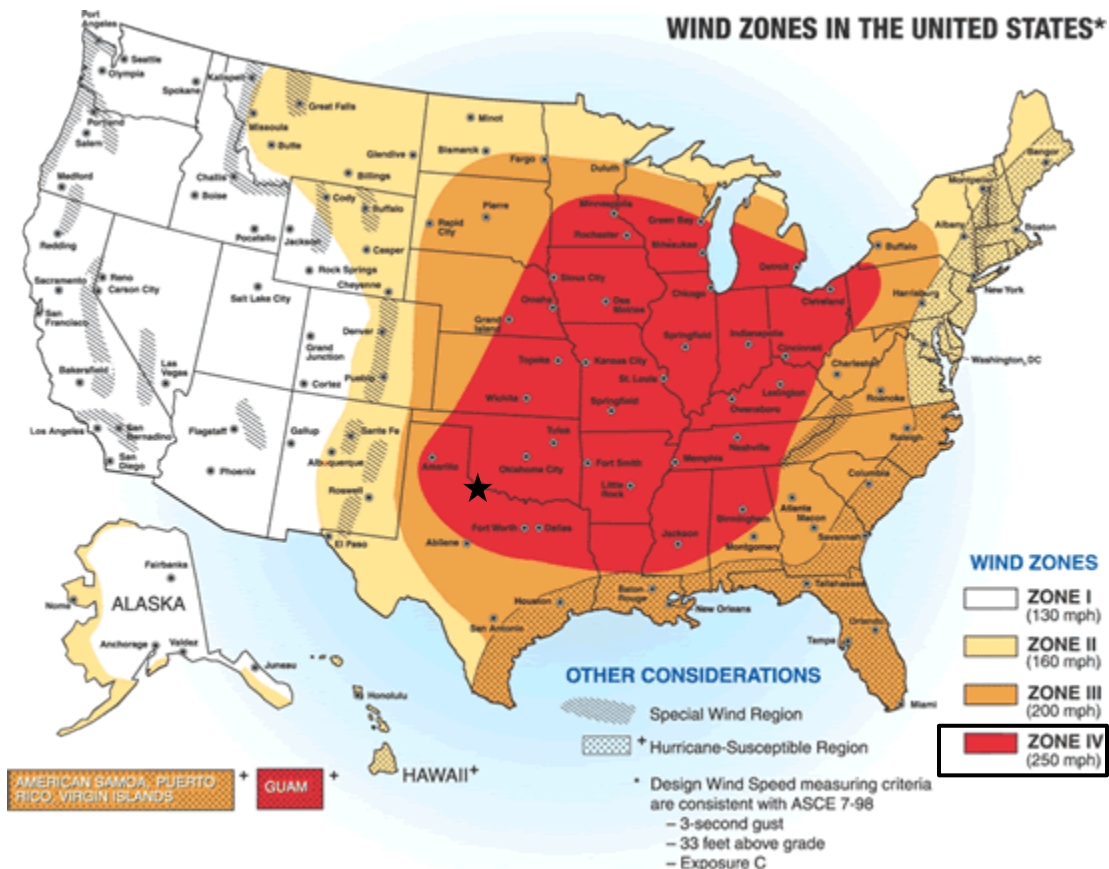 WIND ZONES IN THE UNITED STATES*
Port
Angeles
Seattle
Olympia
Spokane
Kalispell
Great Falls
Minot
Portland
Salem
Missoula
Butte
Glendive
Bismarck
Fargo
Duluth
Bangor
Billings
Medford
Challis
Boise
Cody
Buffalo
Pierre
Rapid
City
Minneapolis
Rochester
Green Bay
Milwaukee
Montpelier
Albany
Boston
Buffalo
Redding
Pocatello
Jackson
Casper
Rock Springs
Cheyenne
Sioux City
Des
Moines
Omaha
Chicago
Detroit
Cleveland
Harrisburg
New York
Sacramento
Reno
Carson City
San
Francisco
Salt Lake City
Grand
Island
Denver
Grand
Junction
Pueblo
Cortez
Topeka
Kansas City
Springfield
Indianapolis
Cincinnati
Charleston
Washington, DC
Bakersfield
Las
Vegas
St. Louis
Lexington
Roanoke
Wichita
Springfield
Owensboro
Raleigh
Los Angeles
San
Bernadino
San
Diego
Flagstaff
Phoenix
Gallup
Sante Fe
Albuquerque
Roswell
Amarillo
Tulsa
Oklahoma City
Fort Smith
Little
Rock
Memphis
Nashville
Columbia
El Paso
Abilene
Fort Worth
Dallas
Jackson
Birmingham
Montgomery
Atlanta
Macon
Savannah
Tallahassee
San Antonio
Houston
Baton
Rouge
New Orleans
Orlando
Tampa
Miami
Fairbanks
Nome
ALASKA
Anchorage
Valdez
Juneau
Honolulu
HAWAII+
AMERICAN SAMOA, PUERTO
RICO, VIRGIN ISLANDS
+
GUAM
+
OTHER CONSIDERATIONS
Special Wind Region
+ Hurricane-Susceptible Region
* Design Wind Speed measuring criteria
are consistent with ASCE 7-98
– 3-second gust
– 33 feet above grade
– Exposure C
WIND ZONES
ZONE I
(130 mph)
ZONE II
(160 mph)
ZONE III
(200 mph)
ZONE IV
(250 mph)